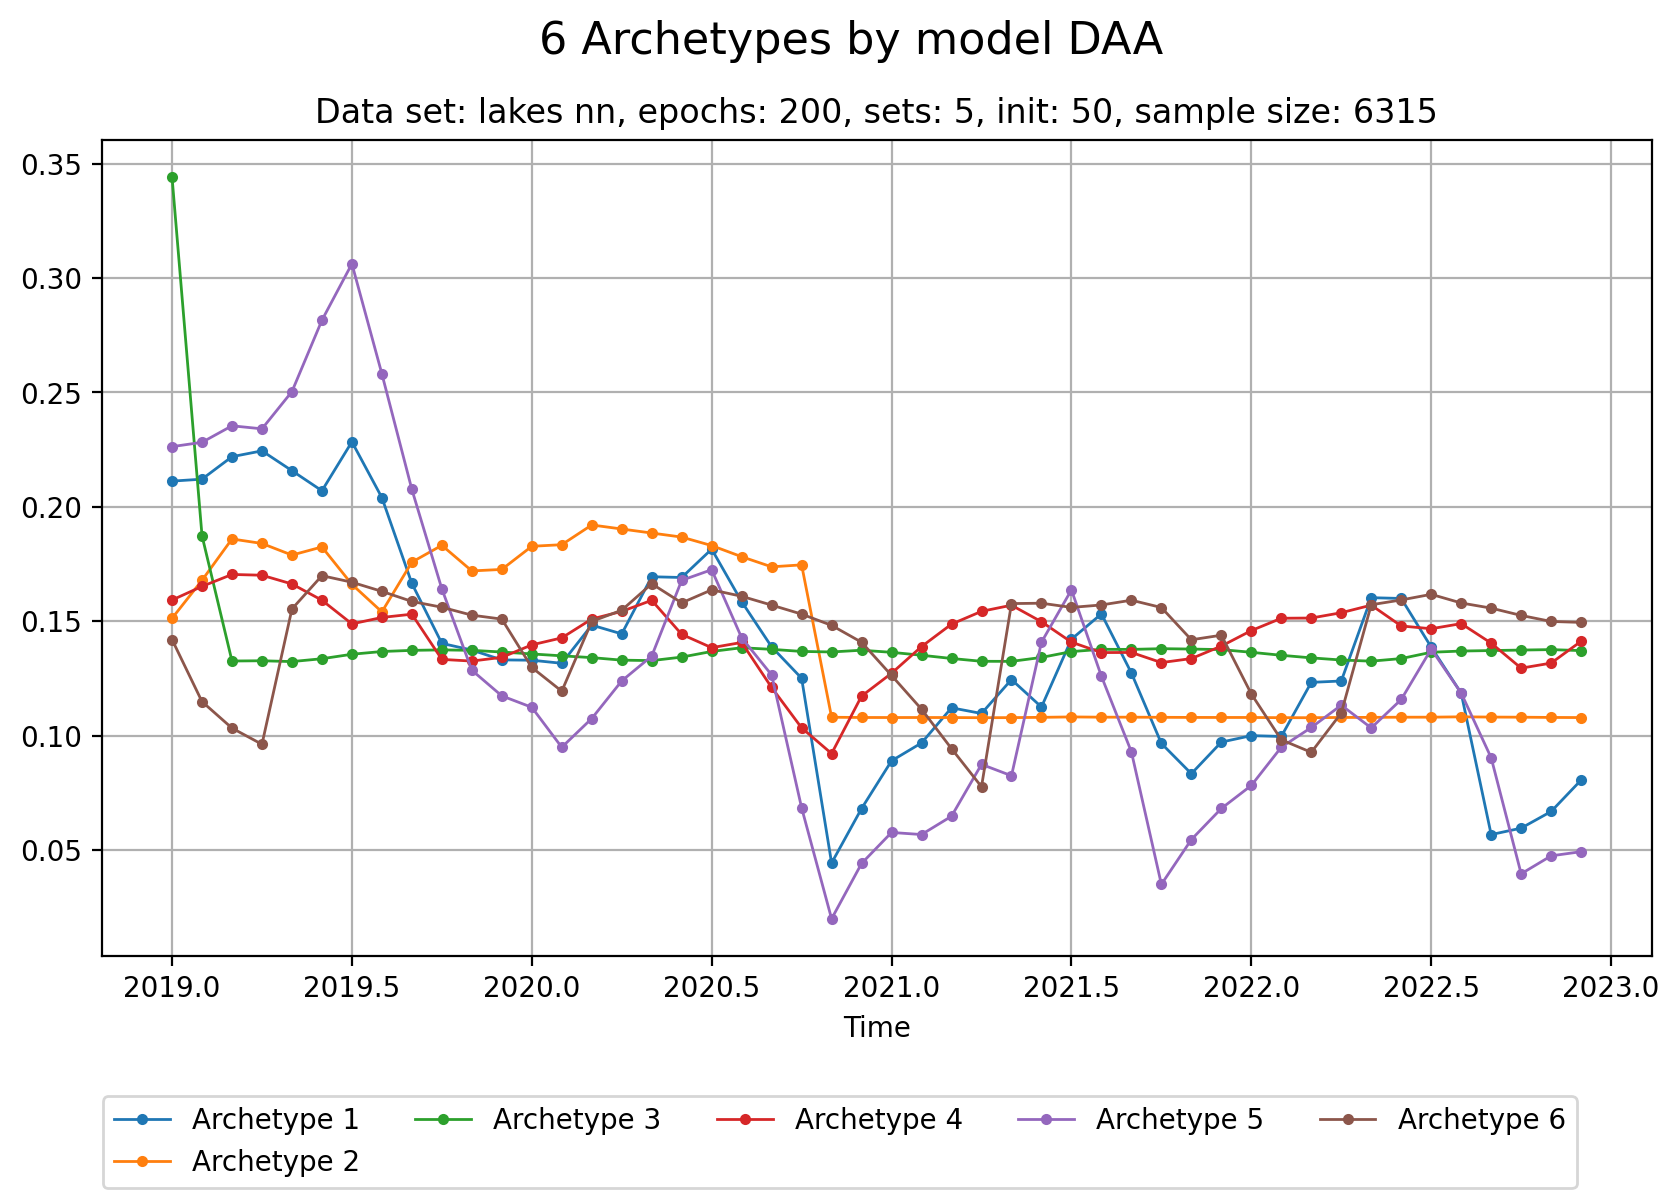 6 Archetypes by model DAA
Data set: lakes nn, epochs: 200, sets: 5, init: 50, sample size: 6315
0.35
0.30
0.25
0.20
0.15
0.10
0.05
2019.0 2019.5 2020.0 2020.5 2021.0 2021.5 2022.0 2022.5 2023.0
Time
Archetype 1 Archetype 3 Archetype 4 Archetype 5 Archetype 6
Archetype 2